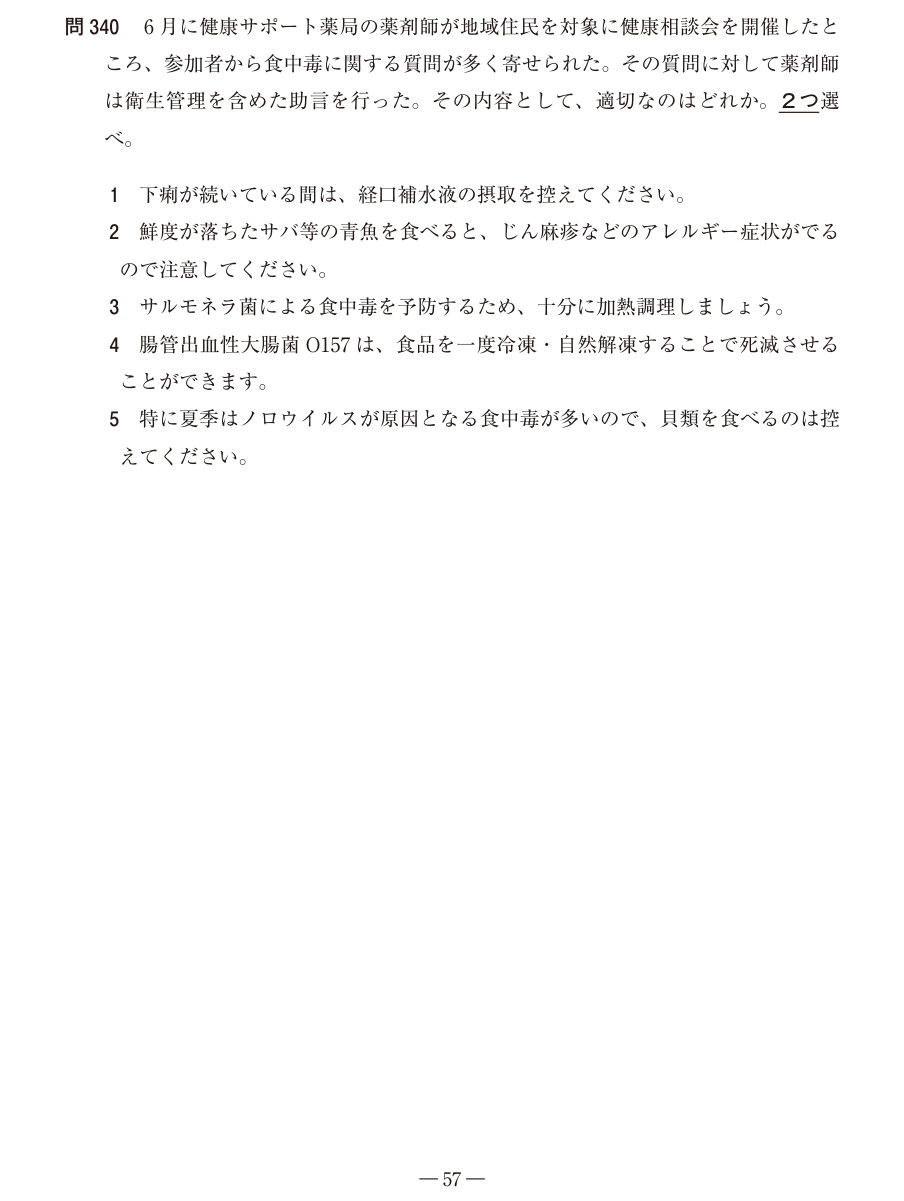 問 340　6 月に健康サポート薬局の薬剤師が地域住民を対象に健康相談会を開催したと
ころ、参加者から食中毒に関する質問が多く寄せられた。その質問に対して薬剤師
は衛生管理を含めた助言を行った。その内容として、適切なのはどれか。２つ選
べ。
1　下痢が続いている間は、経口補水液の摂取を控えてください。
2　鮮度が落ちたサバ等の青魚を食べると、じん麻疹などのアレルギー症状がでる
ので注意してください。
3　サルモネラ菌による食中毒を予防するため、十分に加熱調理しましょう。
4　腸管出血性大腸菌 O157 は、食品を一度冷凍・自然解凍することで死滅させる
ことができます。
5　特に夏季はノロウイルスが原因となる食中毒が多いので、貝類を食べるのは控
えてください。
― 57 ―